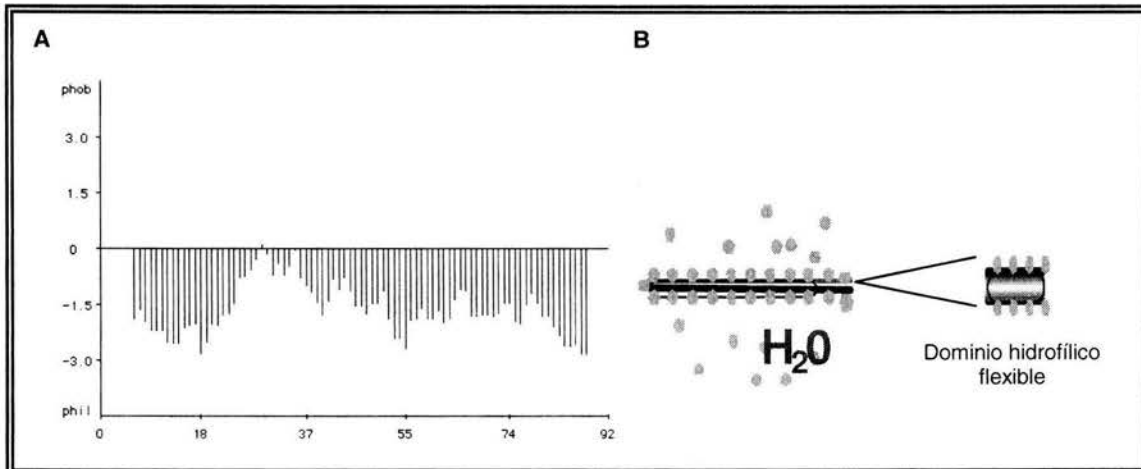 A
B
phob
3.0
1.5
0
-1.5
-3.0
phil
0 18 37 55 74 92
H₂0
Dominio hidrofílico
flexible